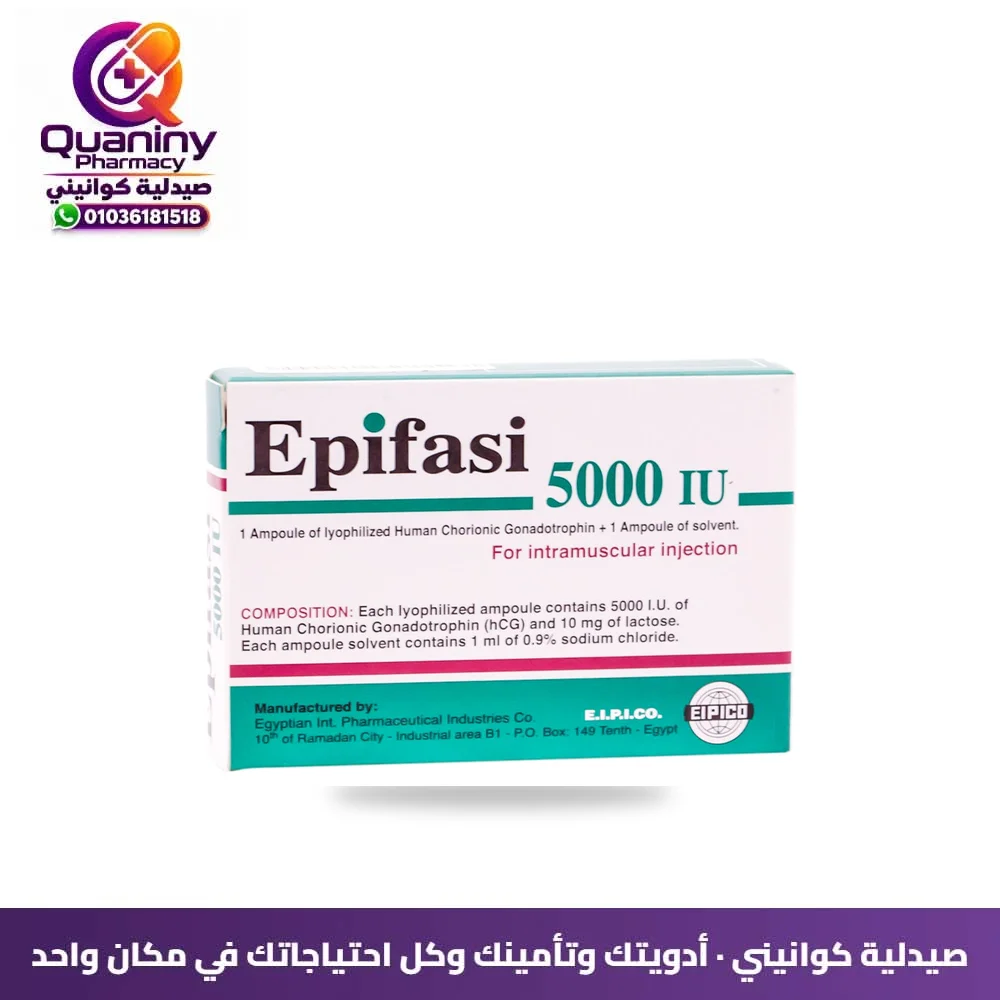 Quaniny
Pharmacy
صيدلية كوانيني
01036181518
Epifasi
5000 IU
1 Ampoule of lyophilized Human Chorionic Gonadotrophin + 1 Ampoule of solvent.
For intramuscular injection
COMPOSITION: Each lyophilized ampoule contains 5000 I.U. of
Human Chorionic Gonadotrophin (hCG) and 10 mg of lactose.
Each ampoule solvent contains 1 ml of 0.9% sodium chloride.
Manufactured by:
Egyptian Int. Pharmaceutical Industries Co.
10th of Ramadan City - Industrial area B1 - P.O. Box: 149 Tenth - Egypt
E.I.P.I.CO.
EIPICO
5000 IU
صيدلية كوانيني · أدويتك وتأمينك وكل احتياجاتك في مكان واحد